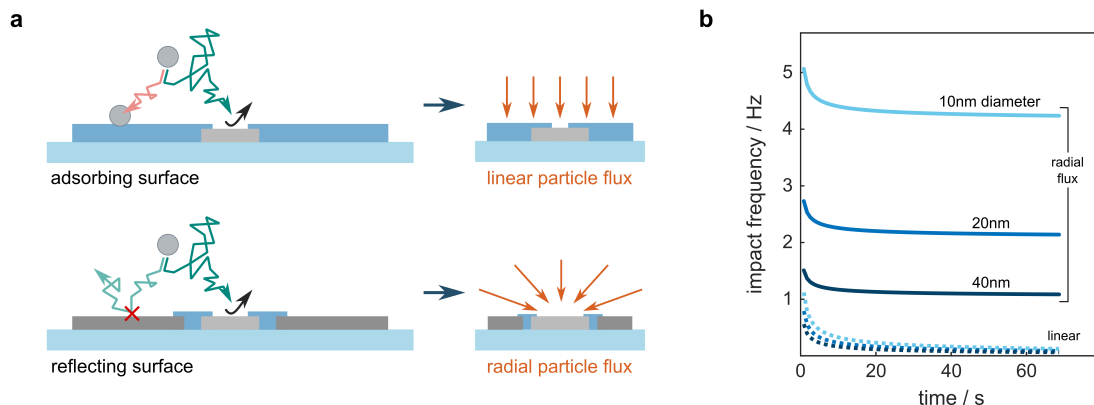 a
adsorbing surface
linear particle flux
reflecting surface
radial particle flux
b
impact frequency / Hz
5
4
3
2
1
10nm diameter
20nm
40nm
radial
flux
linear
0
20
40
60
time / s